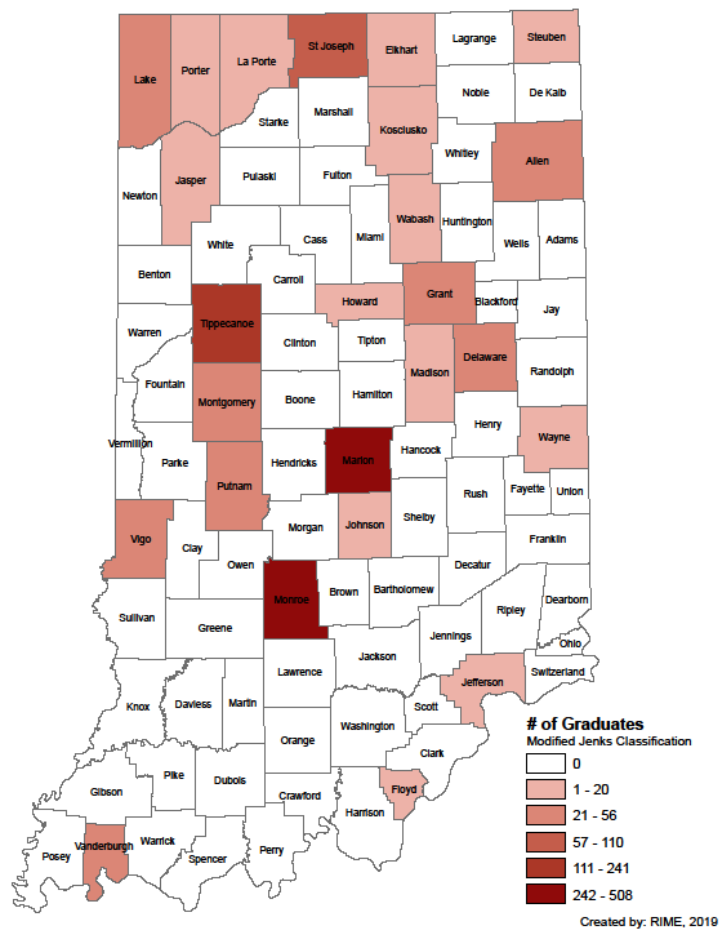 Lagrange
Steuben
St Joseph
Elkhart
La Porte
Porter
Lake
Noble
De Kalb
Marshall
Starke
Kosciusko
Whitley
Allen
Jasper
Pulaski
Fulton
Newton
Wabash
Huntington
Miami
Cass
White
Wells
Adams
Benton
Carroll
Grant
Howard
Blackford
Jay
Tippecanoe
Warren
Clinton
Tipton
Delaware
Madison
Randolph
Fountain
Hamilton
Boone
Montgomery
Henry
Wayne
Vermillion
Hancock
Marion
Hendricks
Parke
Putnam
Rush
Fayette
Union
Shelby
Johnson
Morgan
Vigo
Clay
Franklin
Owen
Decatur
Brown
Bartholomew
Monroe
Dearborn
Ripley
Sullivan
Greene
Jennings
Ohio
Jackson
Lawrence
Switzerland
Jefferson
Knox
Daviess
Martin
Scott
Washington
Orange
Clark
Pike
Dubois
Gibson
Crawford
Floyd
Harrison
Vanderburgh
Warrick
Perry
Posey
Spencer
# of Graduates
Modified Jenks Classification
0
1 - 20
21 - 56
57 - 110
111 - 241
242 - 508
Created by: RIME, 2019